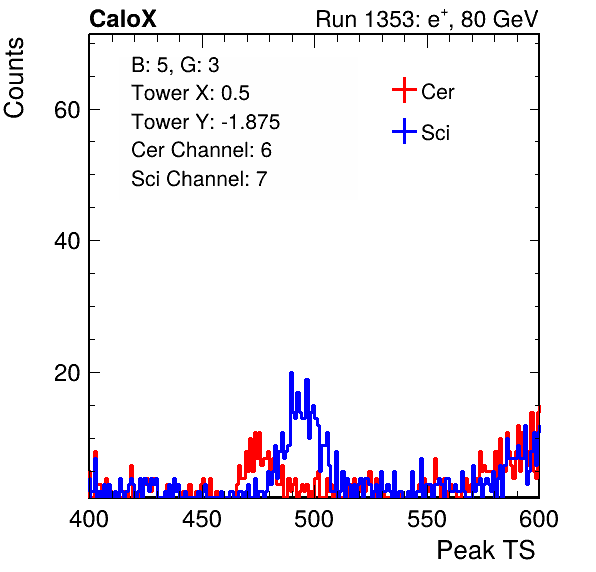 CaloX
Run 1353: e+, 80 GeV
Counts
B: 5, G: 3
Tower X: 0.5
Tower Y: -1.875
Cer Channel: 6
Sci Channel: 7
Cer
Sci
60
40
20
400 450 500 550 600
Peak TS